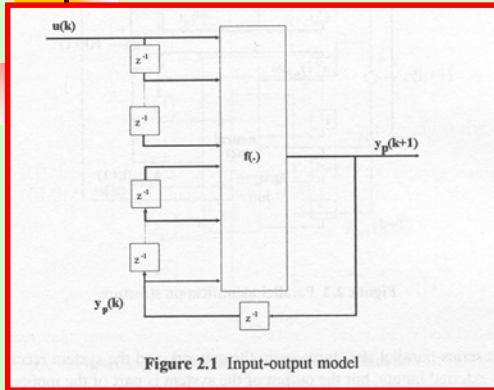 u(k)
z⁻¹
z⁻¹
f(.)
yₚ(k+1)
z⁻¹
z⁻¹
yₚ(k)
z⁻¹
Figure 2.1 Input-output model